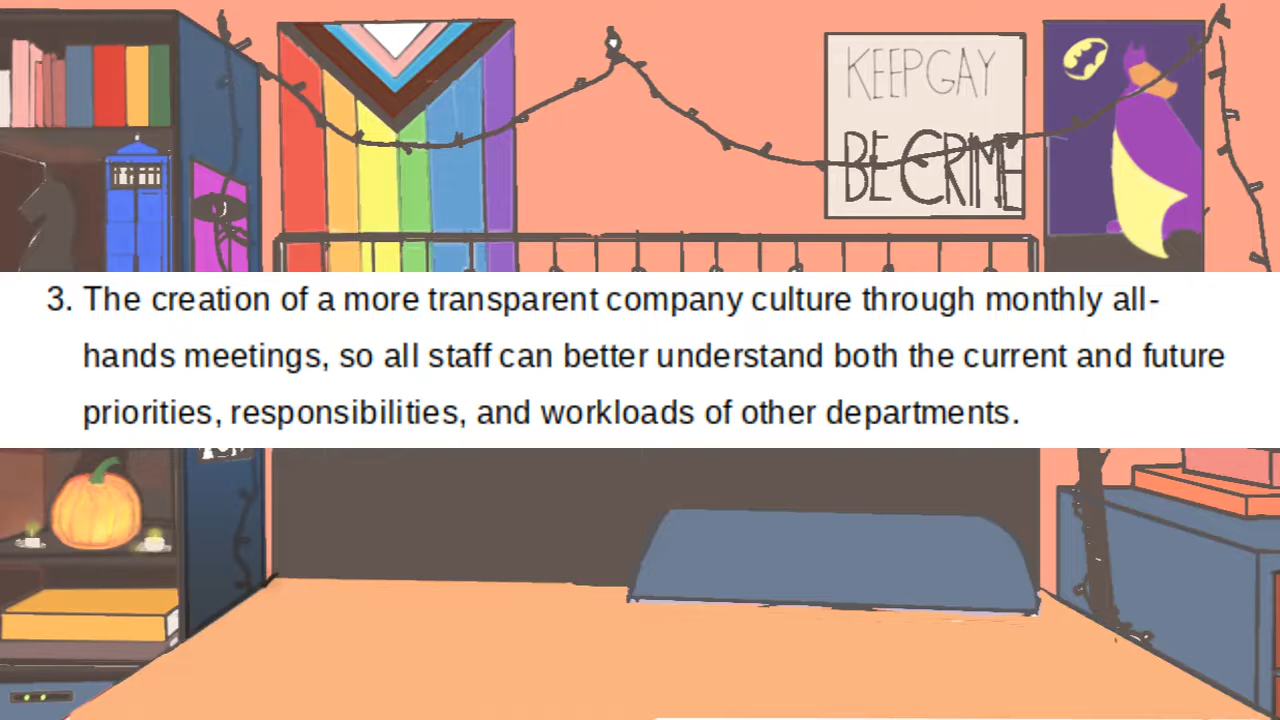 KEEP GAY
BE CRIME
3. The creation of a more transparent company culture through monthly all-
hands meetings, so all staff can better understand both the current and future
priorities, responsibilities, and workloads of other departments.